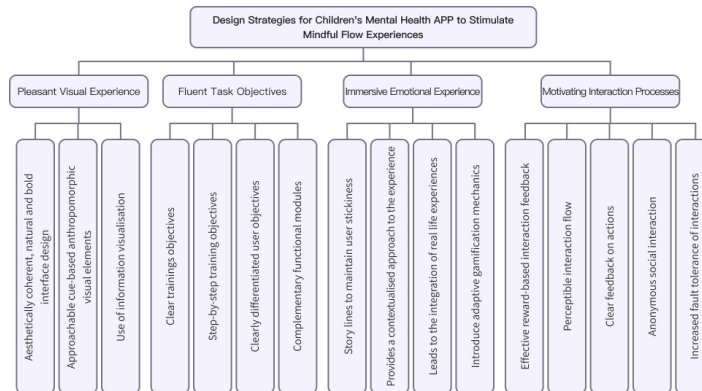 Design Strategies for Children's Mental Health APP to Stimulate
Mindful Flow Experiences
Pleasant Visual Experience
Fluent Task Objectives
Immersive Emotional Experience
Motivating Interaction Processes
Aesthetically coherent, natural and bold
interface design
Approachable cue-based anthropomorphic
visual elements
Use of information visualisation
Clear trainings objectives
Step-by-step training objectives
Clearly differentiated user objectives
Complementary functional modules
Story lines to maintain user stickiness
Provides a contextualised approach to the experience
Leads to the integration of real life experiences
Introduce adaptive gamification mechanics
Effective reward-based interaction feedback
Perceptible interaction flow
Clear feedback on actions
Anonymous social interaction
Increased fault tolerance of interactions